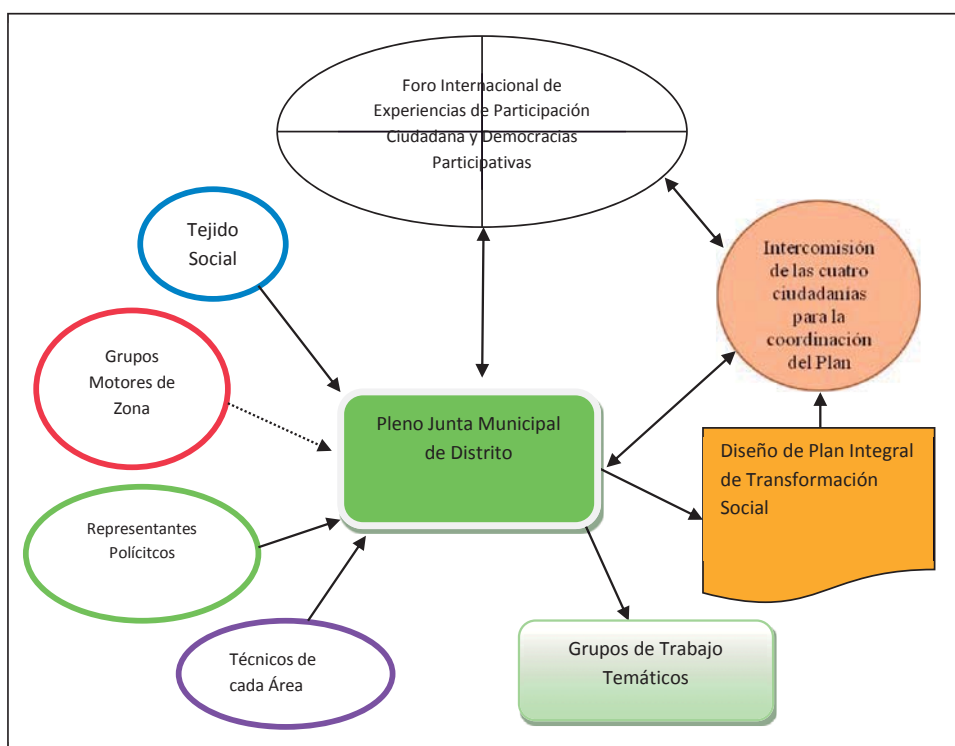 Foro Internacional de
Experiencias de Participación
Ciudadana y Democracias
Participativas
Tejido
Social
Intercomisión
de las cuatro
ciudadanías
para la
coordinación
del Plan
Grupos
Motores de
Zona
Pleno Junta Municipal
de Distrito
Diseño de Plan Integral
de Transformación
Social
Representantes
Polícitcos
Técnicos de
cada Área
Grupos de Trabajo
Temáticos